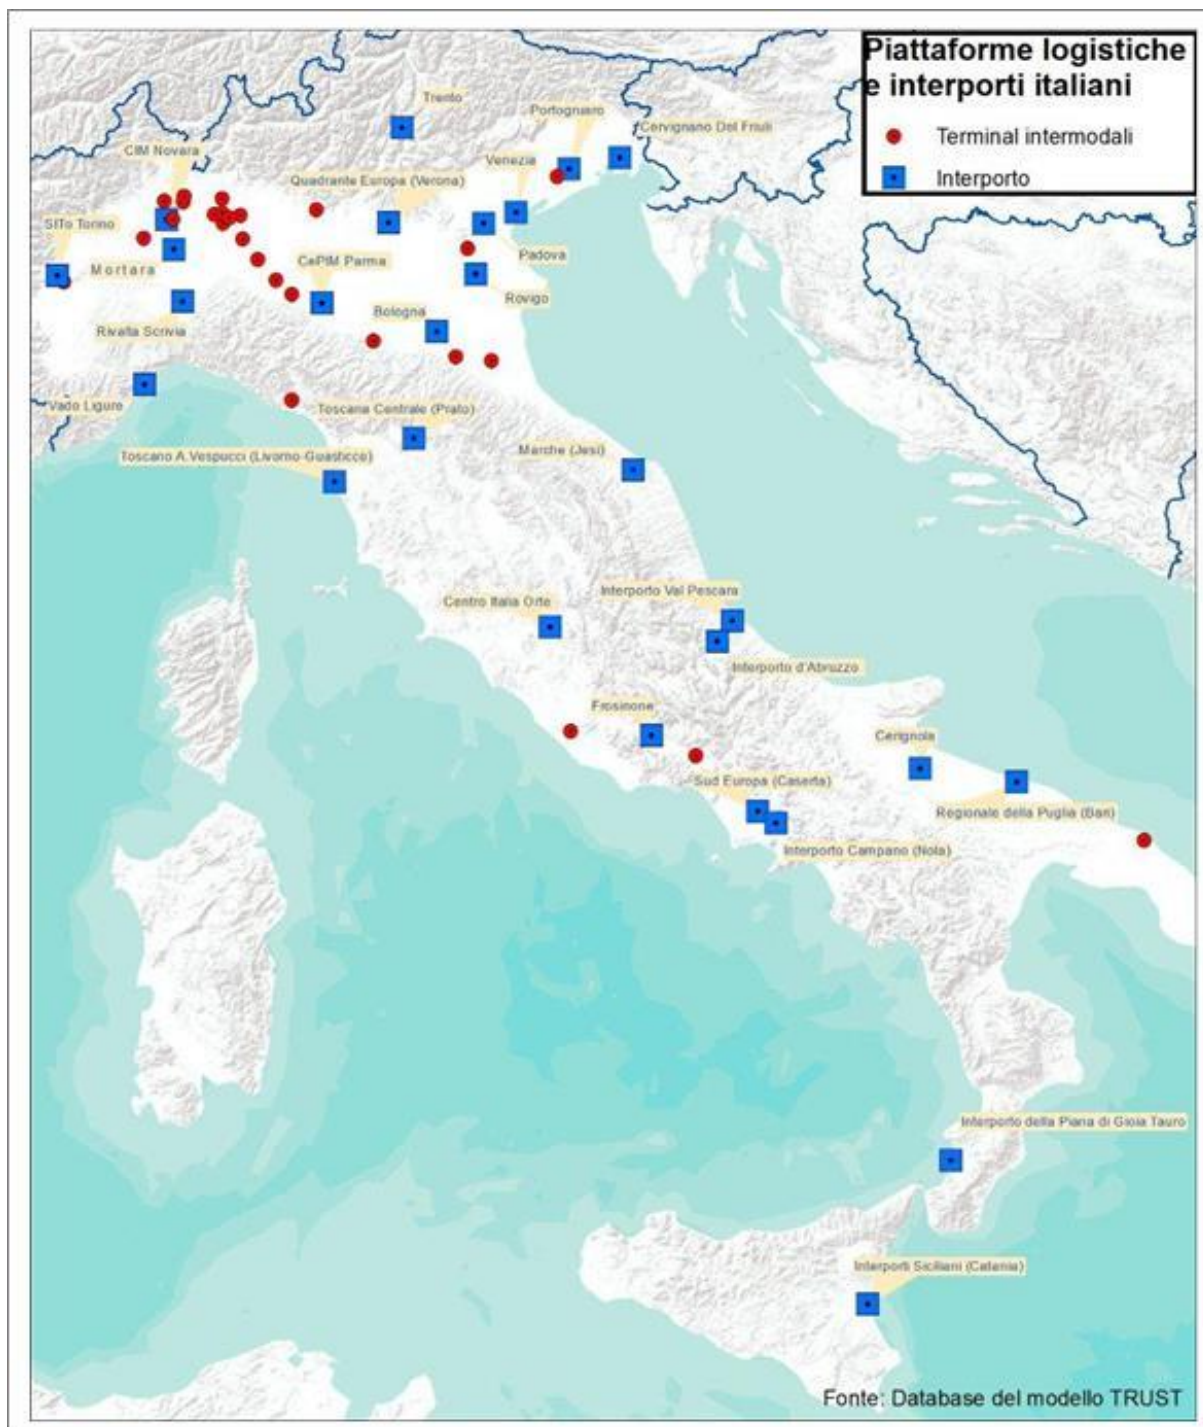 Piattaforme logistiche
e interporti italiani
Terminal intermodali
Interporto
Trento
Portogruaro
Cervignano Del Friuli
CIM Novara
Venezia
Quadrante Europa (Verona)
SITo Torino
Padova
Mortara
CePIM Parma
Rovigo
Bologna
Rivalta Scrivia
Vado Ligure
Toscana Centrale (Prato)
Toscano A.Vespucci (Livorno-Guasticce)
Marche (Jesi)
Interporto Val Pescara
Centro Italia Orte
Interporto d'Abruzzo
Frosinone
Cerignola
Sud Europa (Caserta)
Regionale della Puglia (Bari)
Interporto Campano (Nola)
Interporto della Piana di Gioia Tauro
Interporti Siciliani (Catania)
Fonte: Database del modello TRUST